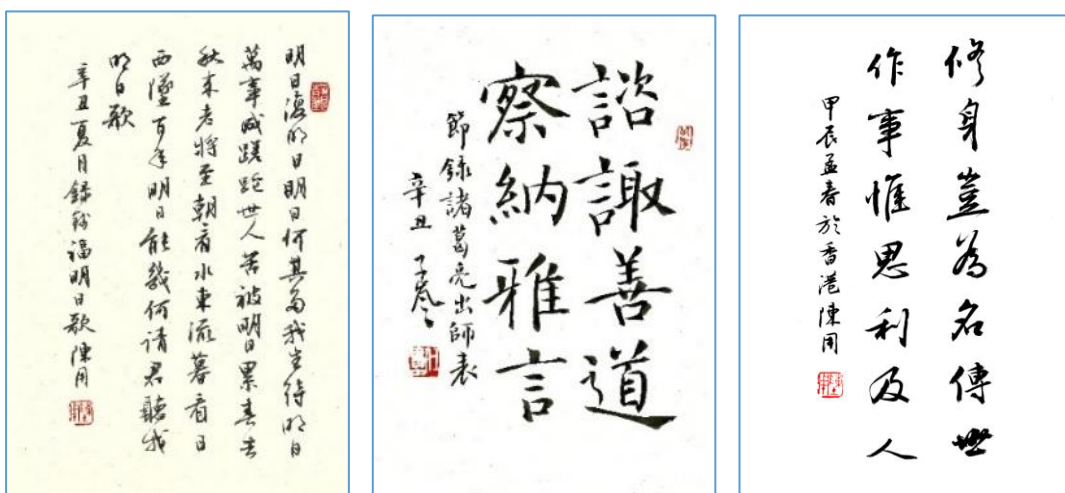 明日復明日明日何其多我生待明日
萬事成蹉跎世人苦被明日累春去
秋來老將至朝看水東流暮看日
西墜百年明日能幾何請君聽我
明日歌
辛丑夏月錄錢福明日歌陳用
諮諏善道
察納雅言
節錄諸葛亮出師表
辛丑
修身豈為名傳世
作事惟思利及人
甲辰孟春於香港陳用